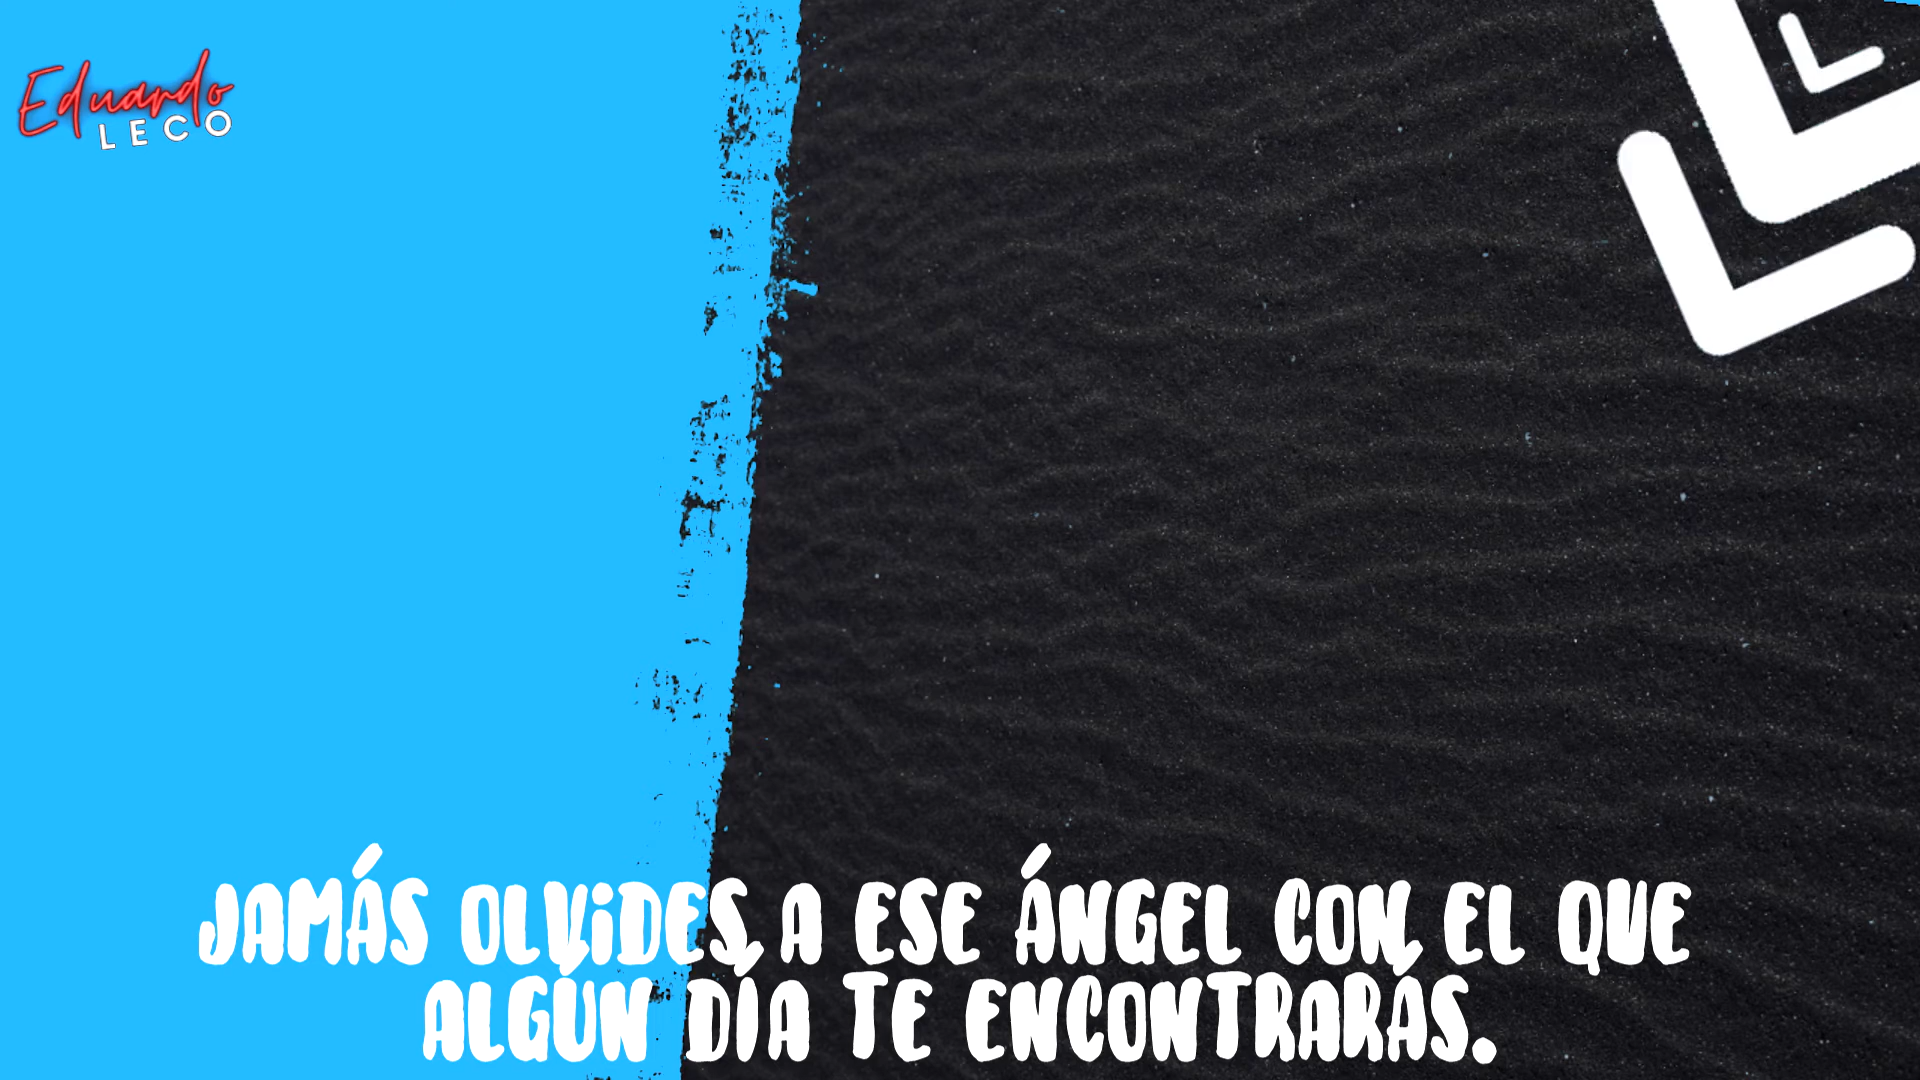 Eduardo
LECO
JAMÁS OLViDES A ESE ÁNGEL CON EL QUE
ALGÚN DÍA TE ENCONTRARÁS.